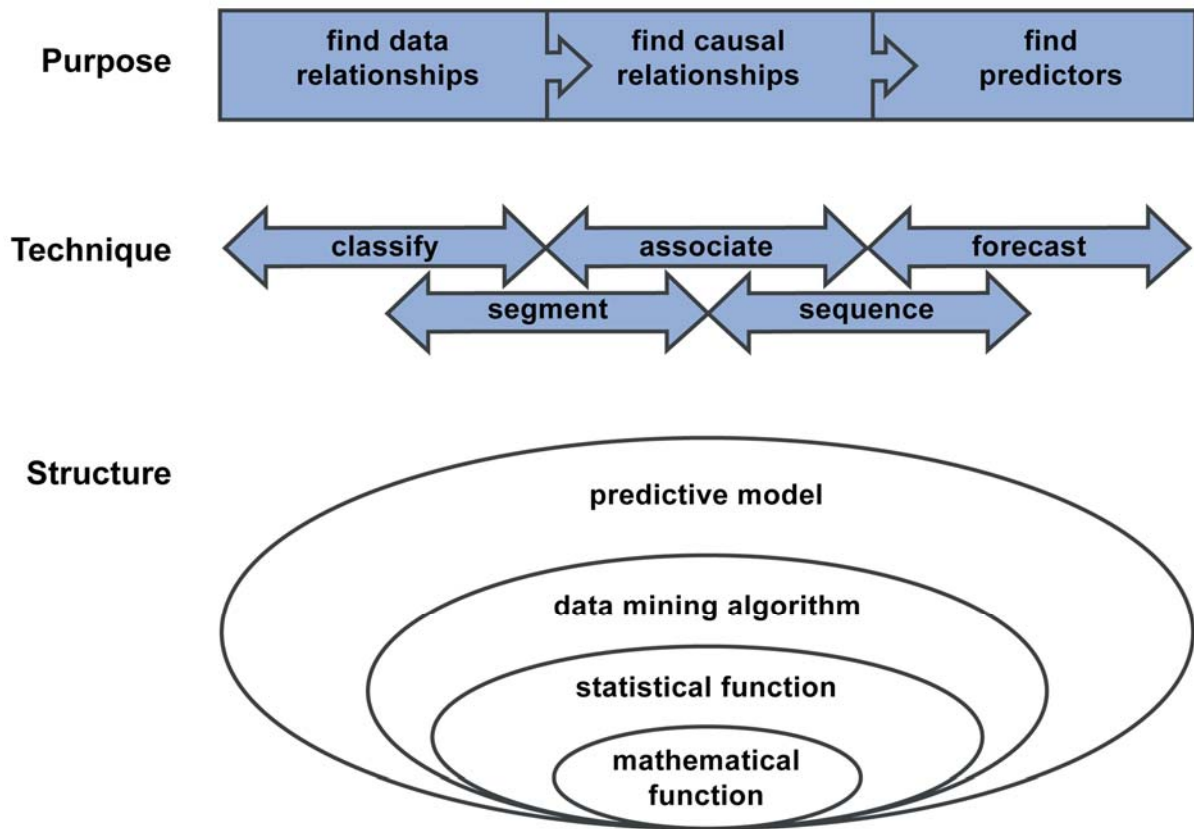 Purpose
find data
relationships
find causal
relationships
find
predictors
Technique
classify
associate
forecast
segment
sequence
Structure
predictive model
data mining algorithm
statistical function
mathematical
function